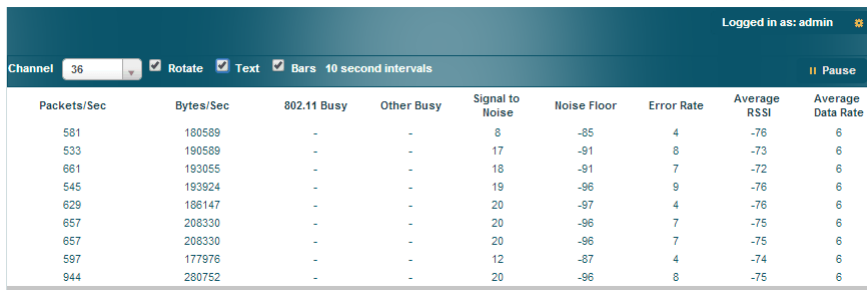 Logged in as: admin
Channel 36 Rotate Text Bars 10 second intervals Pause
Packets/Sec Bytes/Sec 802.11 Busy Other Busy Signal to Noise Noise Floor Error Rate Average RSSI Average Data Rate
581 180589 - - 8 -85 4 -76 6
533 190589 - - 17 -91 8 -73 6
661 193055 - - 18 -91 7 -72 6
545 193924 - - 19 -96 9 -76 6
629 186147 - - 20 -97 4 -76 6
657 208330 - - 20 -96 7 -75 6
657 208330 - - 20 -96 7 -75 6
597 177976 - - 12 -87 4 -74 6
944 280752 - - 20 -96 8 -75 6